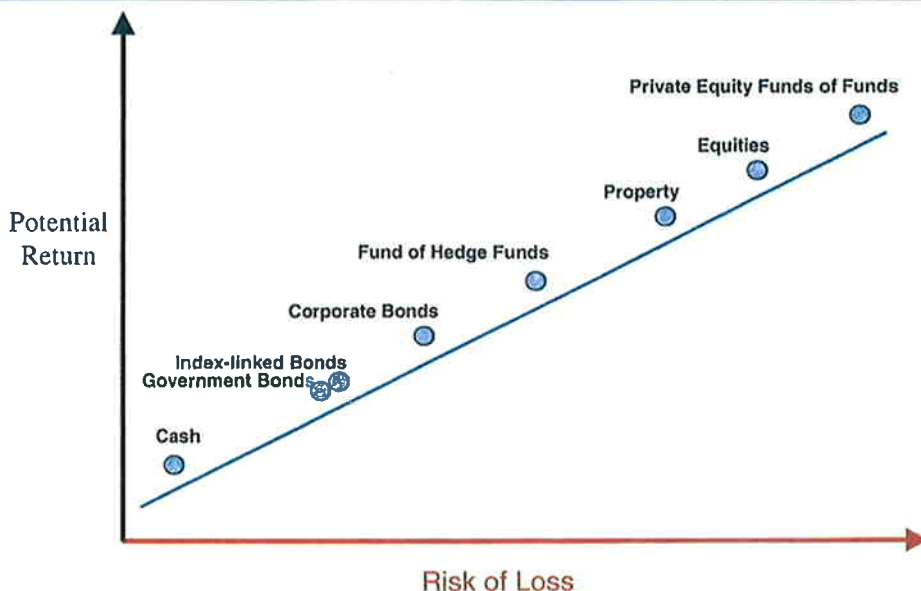 Private Equity Funds of Funds
Equities
Property
Potential
Return
Fund of Hedge Funds
Corporate Bonds
Index-linked Bonds
Government Bonds
Cash
Risk of Loss